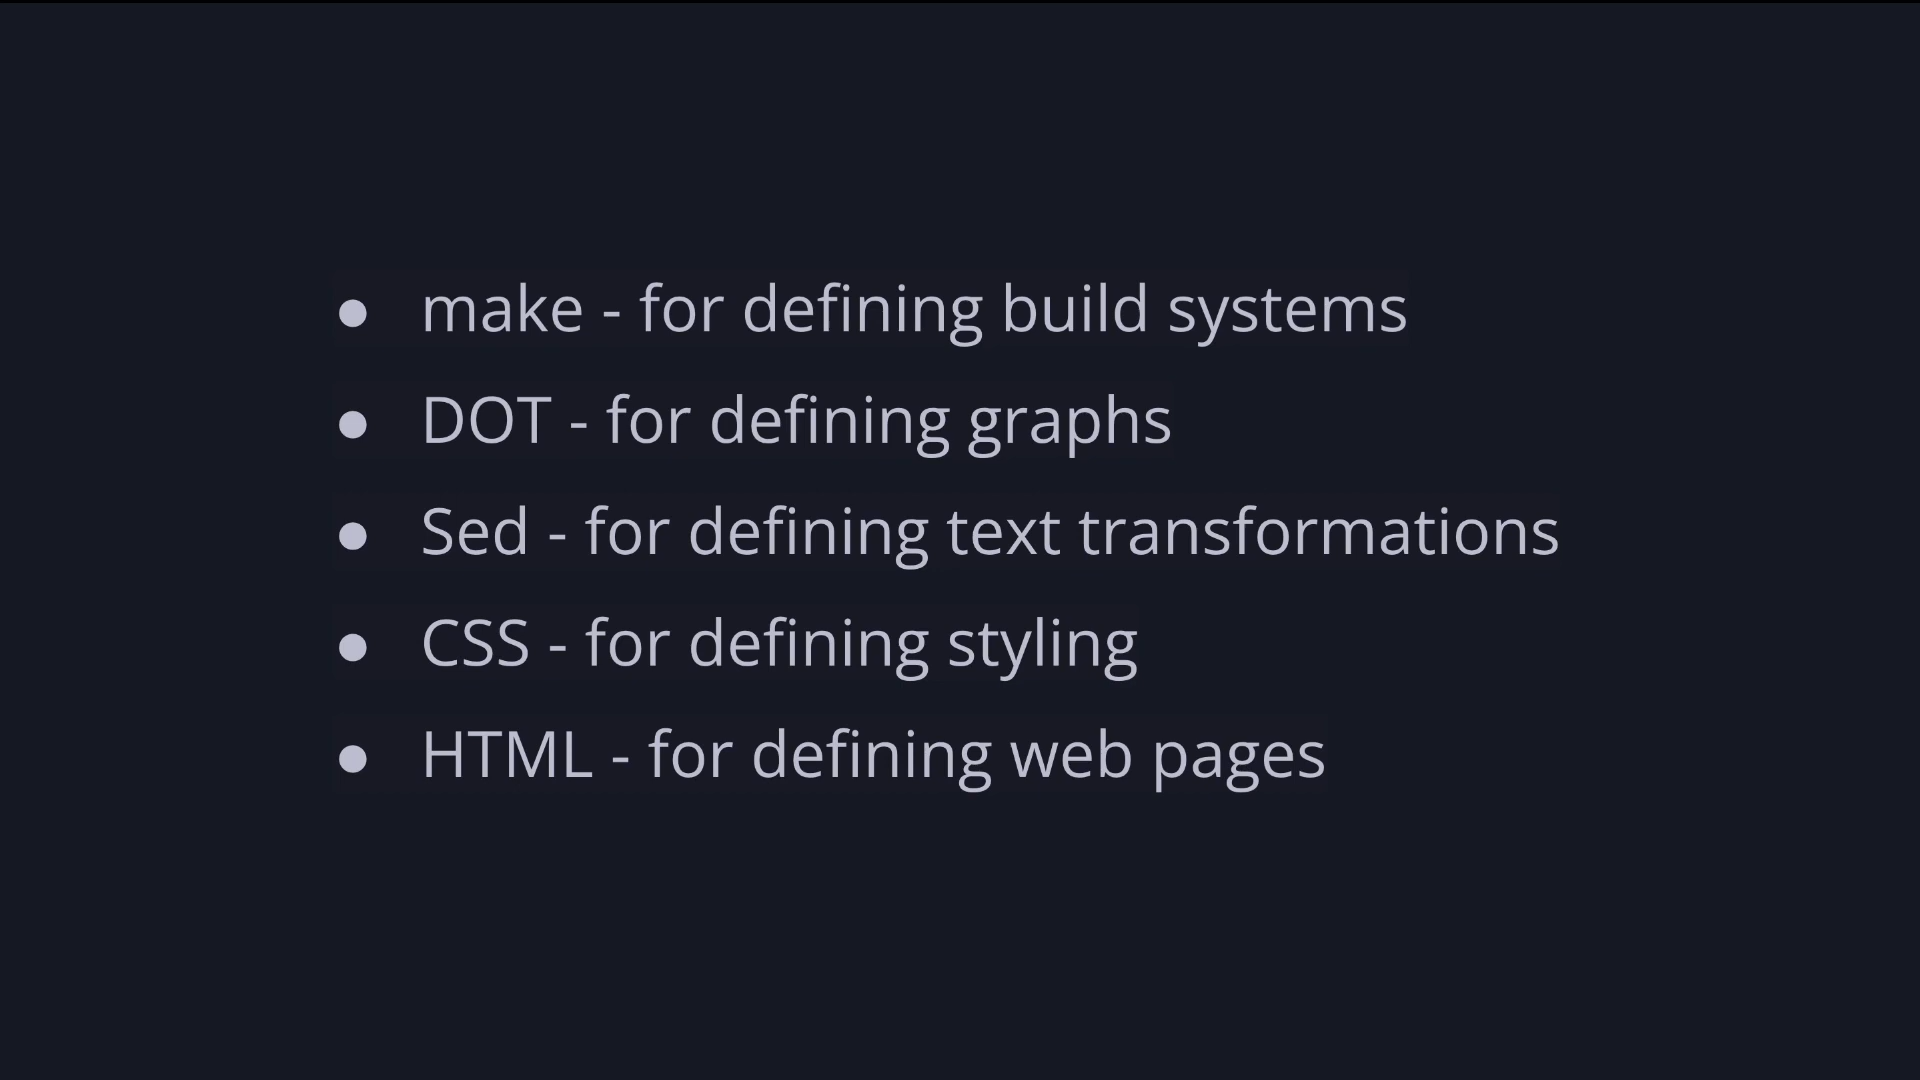 ● make - for defining build systems
● DOT - for defining graphs
● Sed - for defining text transformations
● CSS - for defining styling
● HTML - for defining web pages